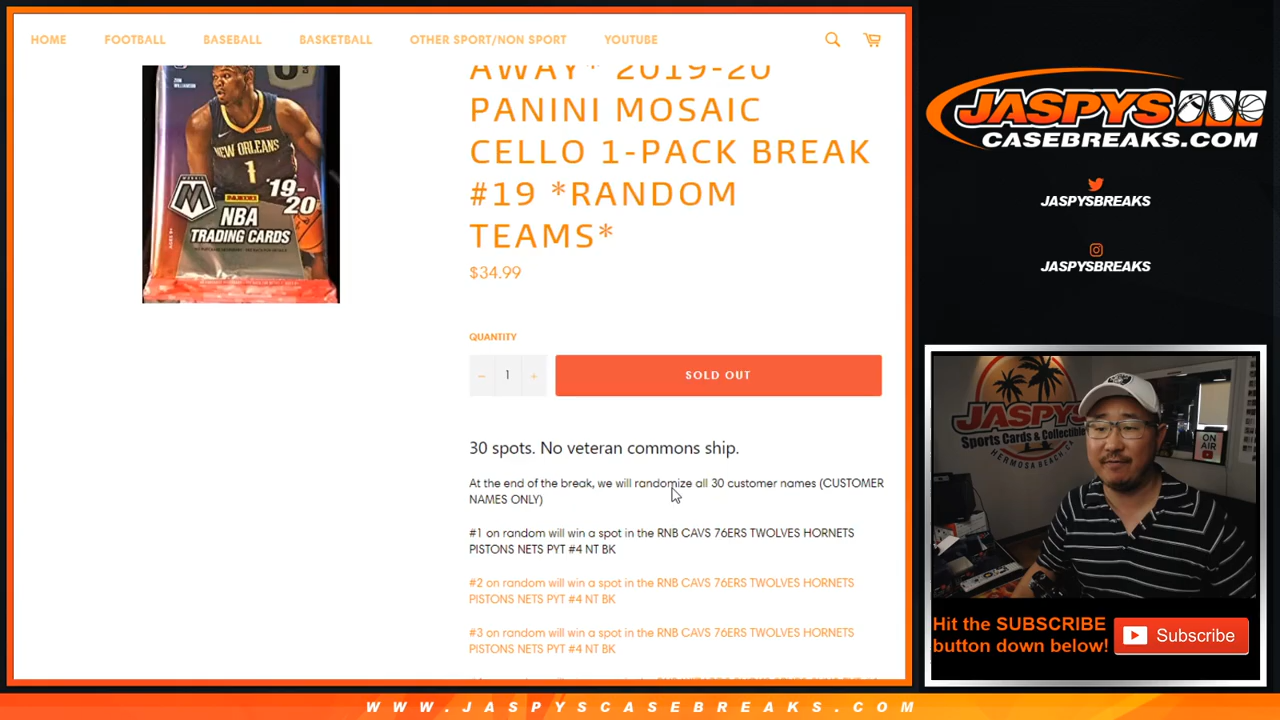 HOME FOOTBALL BASEBALL BASKETBALL OTHER SPORT/NON SPORT YOUTUBE
AWAY* 2019-20
PANINI MOSAIC
CELLO 1-PACK BREAK
#19 *RANDOM
TEAMS*
$34.99
ZION
WILLIAMSON
NEW ORLEANS
1
MOSAIC
PANINI
'19-
20
NBA
TRADING CARDS
QUANTITY
− 1 +
SOLD OUT
30 spots. No veteran commons ship.
At the end of the break, we will randomize all 30 customer names (CUSTOMER
NAMES ONLY)
#1 on random will win a spot in the RNB CAVS 76ERS TWOLVES HORNETS
PISTONS NETS PYT #4 NT BK
#2 on random will win a spot in the RNB CAVS 76ERS TWOLVES HORNETS
PISTONS NETS PYT #4 NT BK
#3 on random will win a spot in the RNB CAVS 76ERS TWOLVES HORNETS
PISTONS NETS PYT #4 NT BK
JASPYS
CASEBREAKS.COM
JASPYSBREAKS
JASPYSBREAKS
JASPYS
Sports Cards & Collectible
HERMOSA BEACH CA
ON
AIR
Hit the SUBSCRIBE
button down below!
Subscribe
WWW.JASPYSCASEBREAKS.COM